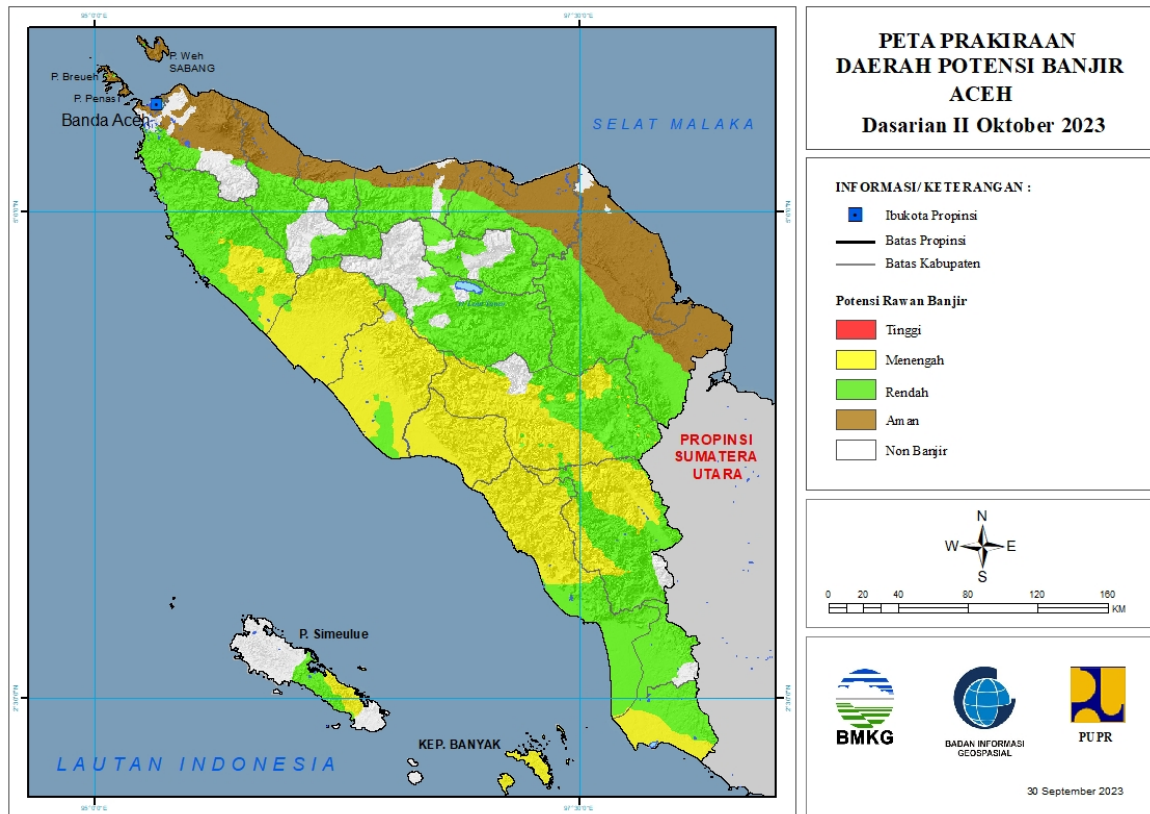 PETA PRAKIRAAN
DAERAH POTENSI BANJIR
ACEH
Dasarian II Oktober 2023
INFORMASI/ KETERANGAN :
Ibukota Propinsi
Batas Propinsi
Batas Kabupaten
Potensi Rawan Banjir
Tinggi
Menengah
Rendah
Aman
Non Banjir
N
W E
S
0 20 40 80 120 160
KM
BMKG
BADAN INFORMASI
GEOSPASIAL
PUPR
30 September 2023
P. Weh
SABANG
P. Breueh
P. Penasi
Banda Aceh
SELAT MALAKA
PROPINSI
SUMATERA
UTARA
P. Simeulue
KEP. BANYAK
LAUTAN INDONESIA